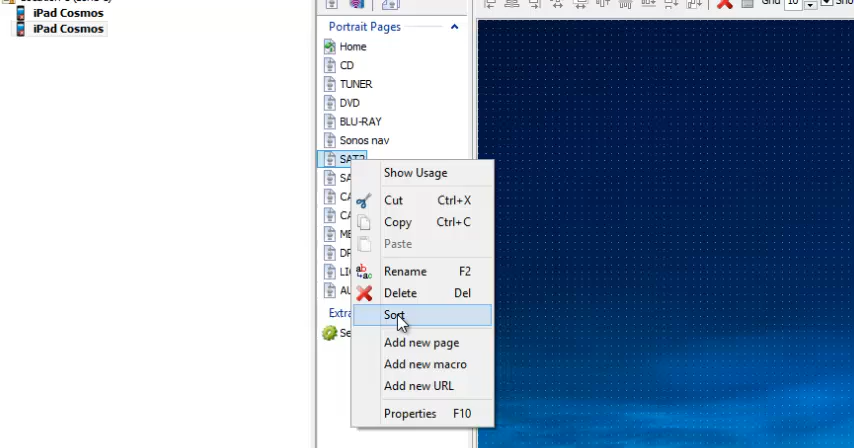 iPad Cosmos
iPad Cosmos
Grid 10
Portrait Pages
Home
CD
TUNER
DVD
BLU-RAY
Sonos nav
SAT2
Show Usage
Cut Ctrl+X
Copy Ctrl+C
Paste
Rename F2
Delete Del
Sort
Add new page
Add new macro
Add new URL
Properties F10